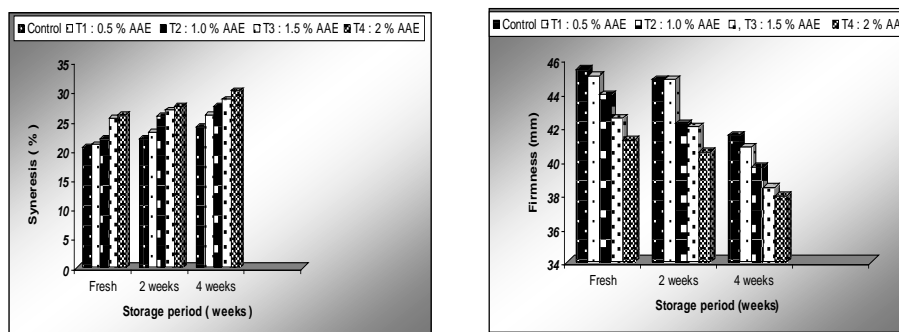 Control T1 : 0.5 % AAE T2 : 1.0 % AAE T3 : 1.5 % AAE T4 : 2 % AAE
35
30
25
20
15
10
5
0
Syneresis ( % )
Fresh 2 weeks 4 weeks
Storage period ( weeks )
Control T1 : 0.5 % AAE T2 : 1.0 % AAE , T3 : 1.5 % AAE T4 : 2 % AA
46
44
42
40
38
36
34
Firmness (mm)
Fresh 2 weeks 4 weeks
Storage period (weeks)